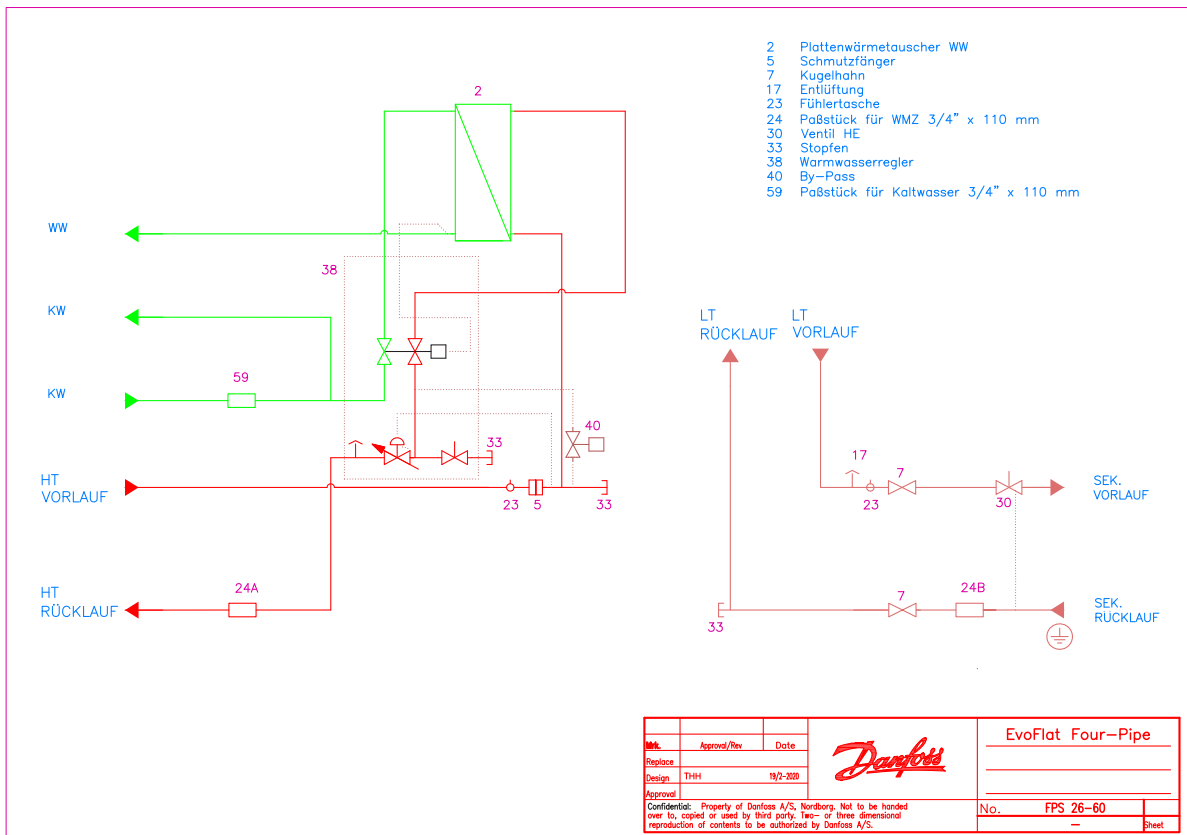 2 Plattenwärmetauscher WW
5 Schmutzfänger
7 Kugelhahn
17 Entlüftung
23 Fühlertasche
24 Paßstück für WMZ 3/4" x 110 mm
30 Ventil HE
33 Stopfen
38 Warmwasserregler
40 By-Pass
59 Paßstück für Kaltwasser 3/4" x 110 mm
2
WW
38
KW
59
KW
40
33
HT
VORLAUF
23
5
33
24A
HT
RÜCKLAUF
LT
RÜCKLAUF
LT
VORLAUF
17
23
7
30
SEK.
VORLAUF
33
7
24B
SEK.
RÜCKLAUF
Approval/Rev
Date
Replace
Design THH 19/2-2020
Approval
Danfoss
EvoFlat Four-Pipe
Confidential: Property of Danfoss A/S, Nordborg. Not to be handed
over to, copied or used by third party. Two- or three dimensional
reproduction of contents to be authorized by Danfoss A/S.
No. FPS 26-60
-
Sheet